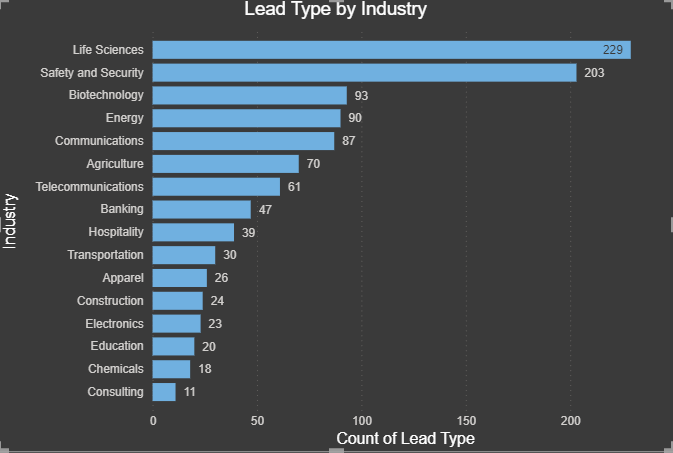 Lead Type by Industry
Industry
Life Sciences 229
Safety and Security 203
Biotechnology 93
Energy 90
Communications 87
Agriculture 70
Telecommunications 61
Banking 47
Hospitality 39
Transportation 30
Apparel 26
Construction 24
Electronics 23
Education 20
Chemicals 18
Consulting 11
0 50 100 150 200
Count of Lead Type